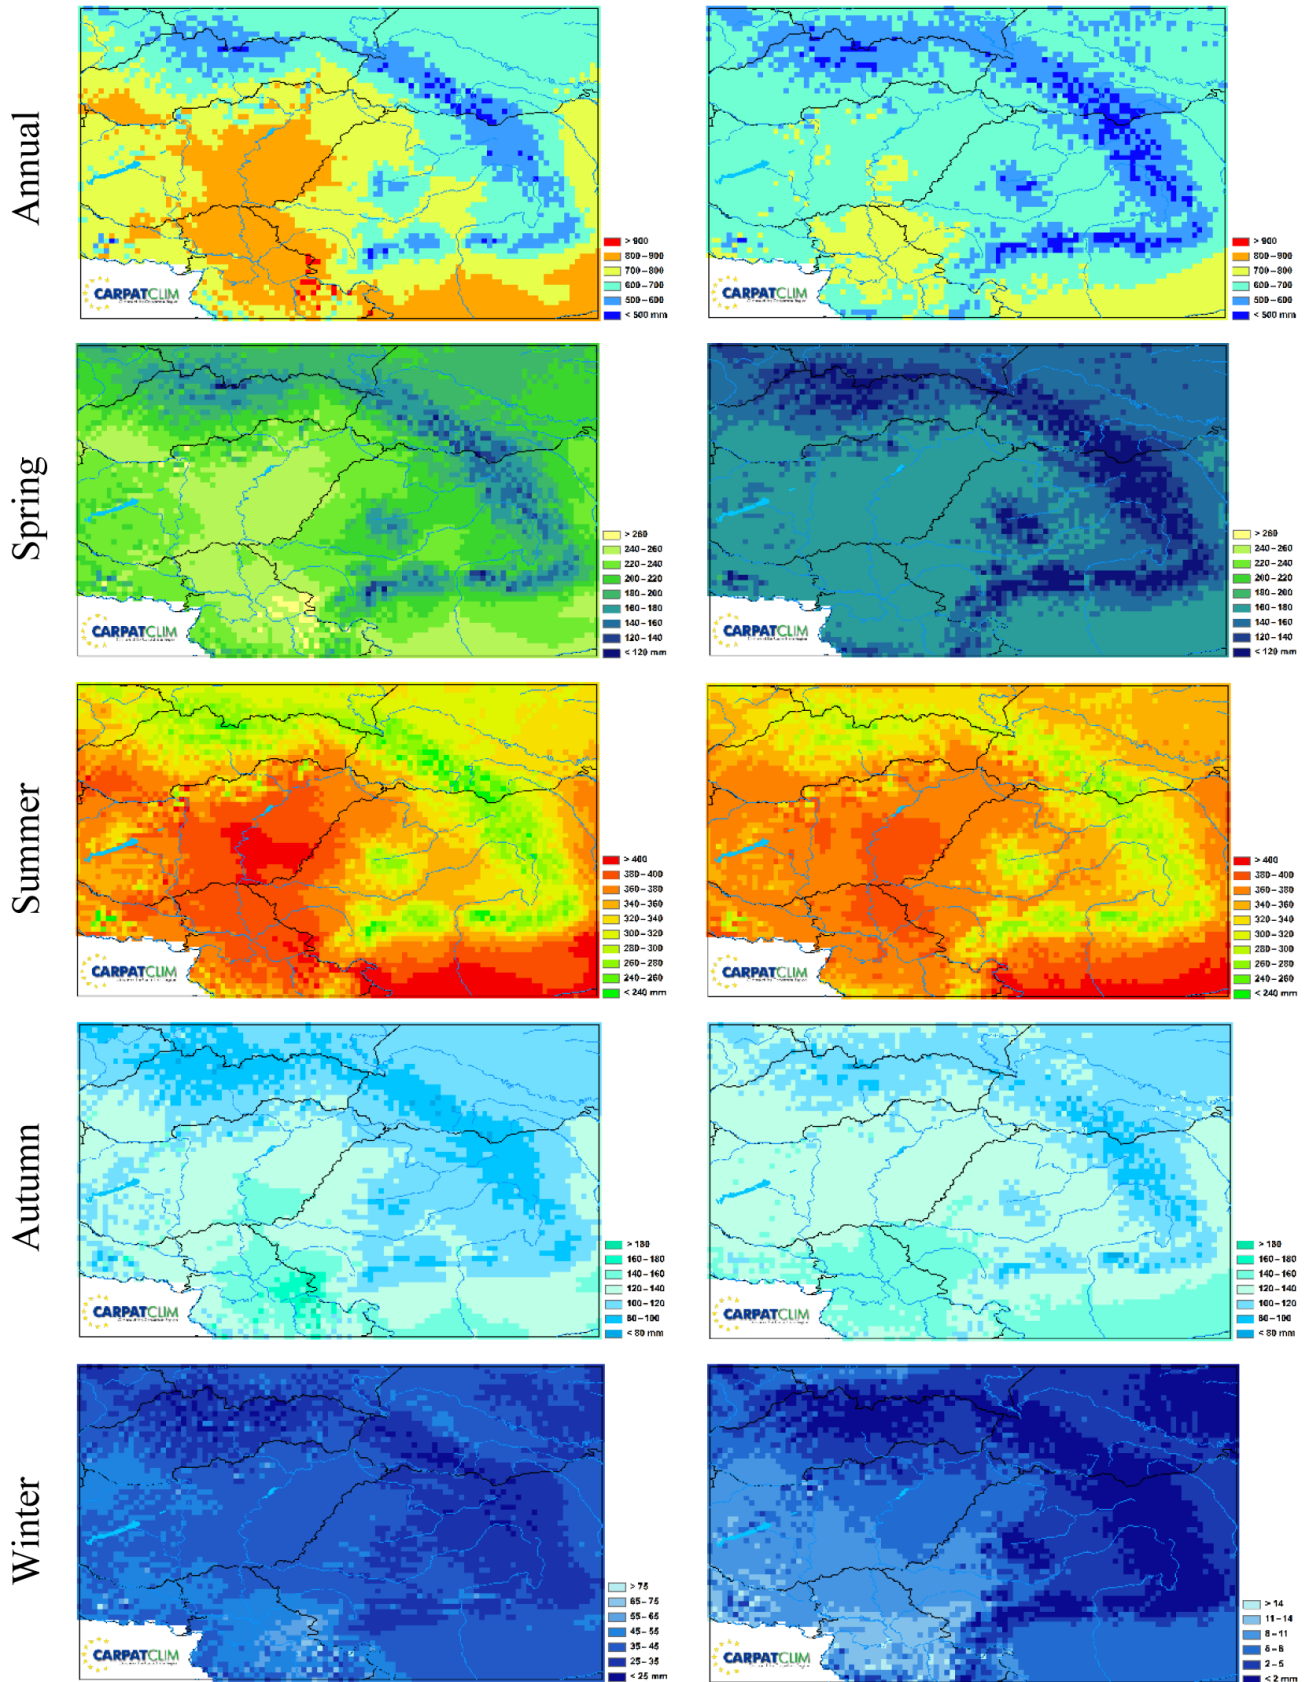 Annual
> 900
800–900
700–800
600–700
500–600
< 500 mm
CARPATCLIM
> 900
800–900
700–800
600–700
500–600
< 500 mm
CARPATCLIM
Spring
> 260
240–260
220–240
200–220
180–200
160–180
140–160
120–140
< 120 mm
CARPATCLIM
> 260
240–260
220–240
200–220
180–200
160–180
140–160
120–140
< 120 mm
CARPATCLIM
Summer
> 400
380–400
360–380
340–360
320–340
300–320
280–300
260–280
240–260
< 240 mm
CARPATCLIM
> 400
380–400
360–380
340–360
320–340
300–320
280–300
260–280
240–260
< 240 mm
CARPATCLIM
Autumn
> 180
160–180
140–160
120–140
100–120
80–100
< 80 mm
CARPATCLIM
> 180
160–180
140–160
120–140
100–120
80–100
< 80 mm
CARPATCLIM
Winter
> 75
65–75
55–65
45–55
35–45
25–35
< 25 mm
CARPATCLIM
> 14
11–14
8–11
5–8
2–5
< 2 mm
CARPATCLIM